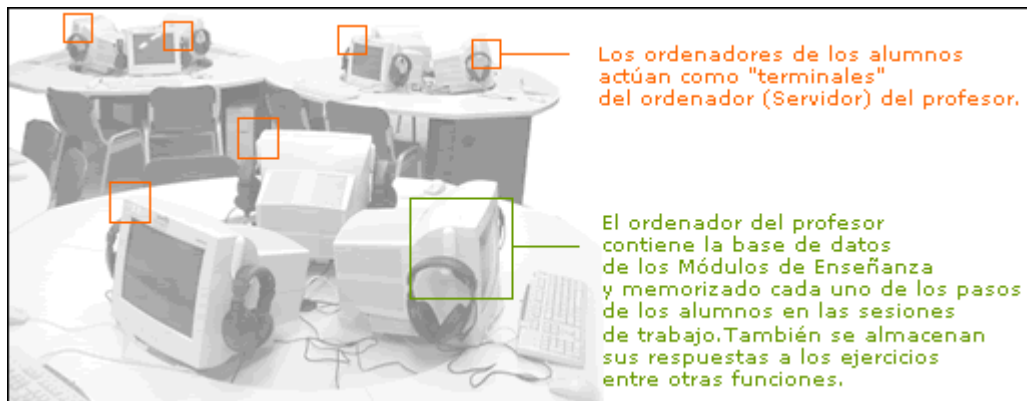 Los ordenadores de los alumnos
actúan como "terminales"
del ordenador (Servidor) del profesor.
El ordenador del profesor
contiene la base de datos
de los Módulos de Enseñanza
y memorizado cada uno de los pasos
de los alumnos en las sesiones
de trabajo.También se almacenan
sus respuestas a los ejercicios
entre otras funciones.